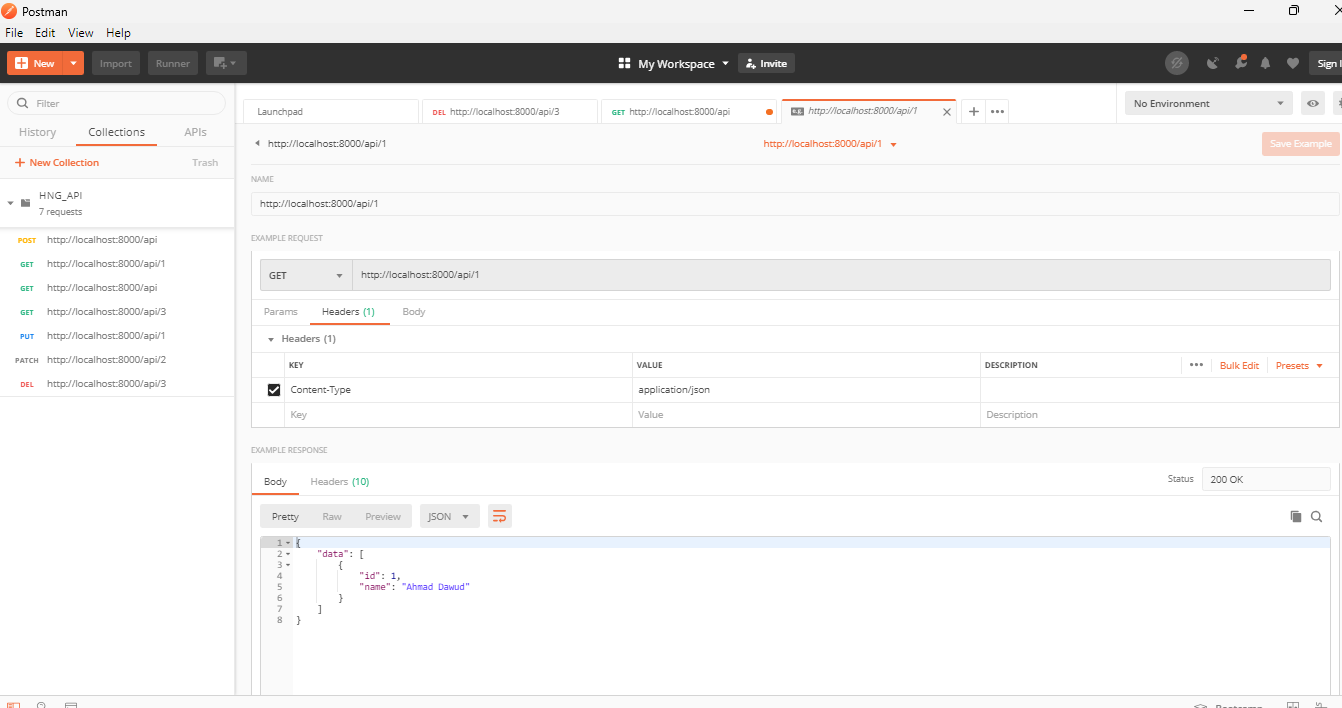 Postman
File Edit View Help
New Import Runner My Workspace Invite
Filter
History Collections APIs
New Collection Trash
HNG_API
7 requests
POST http://localhost:8000/api
GET http://localhost:8000/api/1
GET http://localhost:8000/api
GET http://localhost:8000/api/3
PUT http://localhost:8000/api/1
PATCH http://localhost:8000/api/2
DEL http://localhost:8000/api/3
Launchpad DEL http://localhost:8000/api/3 GET http://localhost:8000/api http://localhost:8000/api/1 No Environment
http://localhost:8000/api/1 http://localhost:8000/api/1 Save Example
NAME
http://localhost:8000/api/1
EXAMPLE REQUEST
GET http://localhost:8000/api/1
Params Headers (1) Body
Headers (1)
KEY VALUE DESCRIPTION Bulk Edit Presets
Content-Type application/json
Key Value Description
EXAMPLE RESPONSE
Body Headers (10) Status 200 OK
Pretty Raw Preview JSON
1 {
2 "data": [
3 {
4 "id": 1,
5 "name": "Ahmad Dawud"
6 }
7 ]
8 }